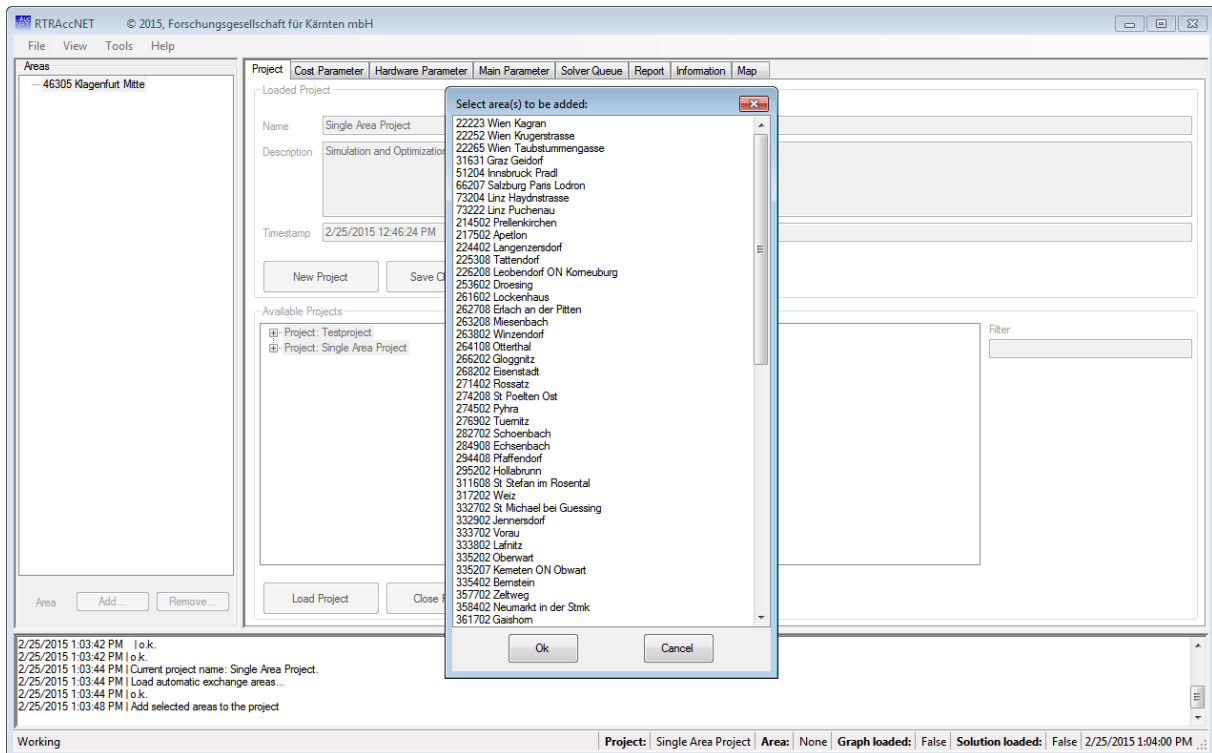 RTRAccNET © 2015, Forschungsgesellschaft für Kärnten mbH
File View Tools Help
Areas
46305 Klagenfurt Mitte
Area Add... Remove...
Project Cost Parameter Hardware Parameter Main Parameter Solver Queue Report Information Map
Loaded Project
Name Single Area Project
Description Simulation and Optimization
Timestamp 2/25/2015 12:46:24 PM
New Project Save C
Available Projects
Project: Testproject
Project: Single Area Project
Filter
Load Project Close
Select area(s) to be added:
22223 Wien Kagran
22252 Wien Krugerstrasse
22265 Wien Taubstummengasse
31631 Graz Geidorf
51204 Innsbruck Pradl
66207 Salzburg Paris Lodron
73204 Linz Haydnstrasse
73222 Linz Puchenau
214502 Prellenkirchen
217502 Apetlon
224402 Langenzersdorf
225308 Tattendorf
226208 Leobendorf ON Korneuburg
253602 Droesing
261602 Lockenhaus
262708 Erlach an der Pitten
263208 Miesenbach
263802 Winzendorf
264108 Otterthal
266202 Gloggnitz
268202 Eisenstadt
271402 Rossatz
274208 St Poelten Ost
274502 Pyhra
276902 Tuernitz
282702 Schoenbach
284908 Echsenbach
294408 Pfaffendorf
295202 Hollabrunn
311608 St Stefan im Rosental
317202 Weiz
332702 St Michael bei Guessing
332902 Jennersdorf
333702 Vorau
333802 Lafnitz
335202 Oberwart
335207 Kemeten ON Obwart
335402 Bernstein
357702 Zeltweg
358402 Neumarkt in der Stmk
361702 Gaishorn
Ok Cancel
2/25/2015 1:03:42 PM | o.k.
2/25/2015 1:03:42 PM | o.k.
2/25/2015 1:03:44 PM | Current project name: Single Area Project.
2/25/2015 1:03:44 PM | Load automatic exchange areas...
2/25/2015 1:03:44 PM | o.k.
2/25/2015 1:03:48 PM | Add selected areas to the project
Working Project: Single Area Project Area: None Graph loaded: False Solution loaded: False 2/25/2015 1:04:00 PM